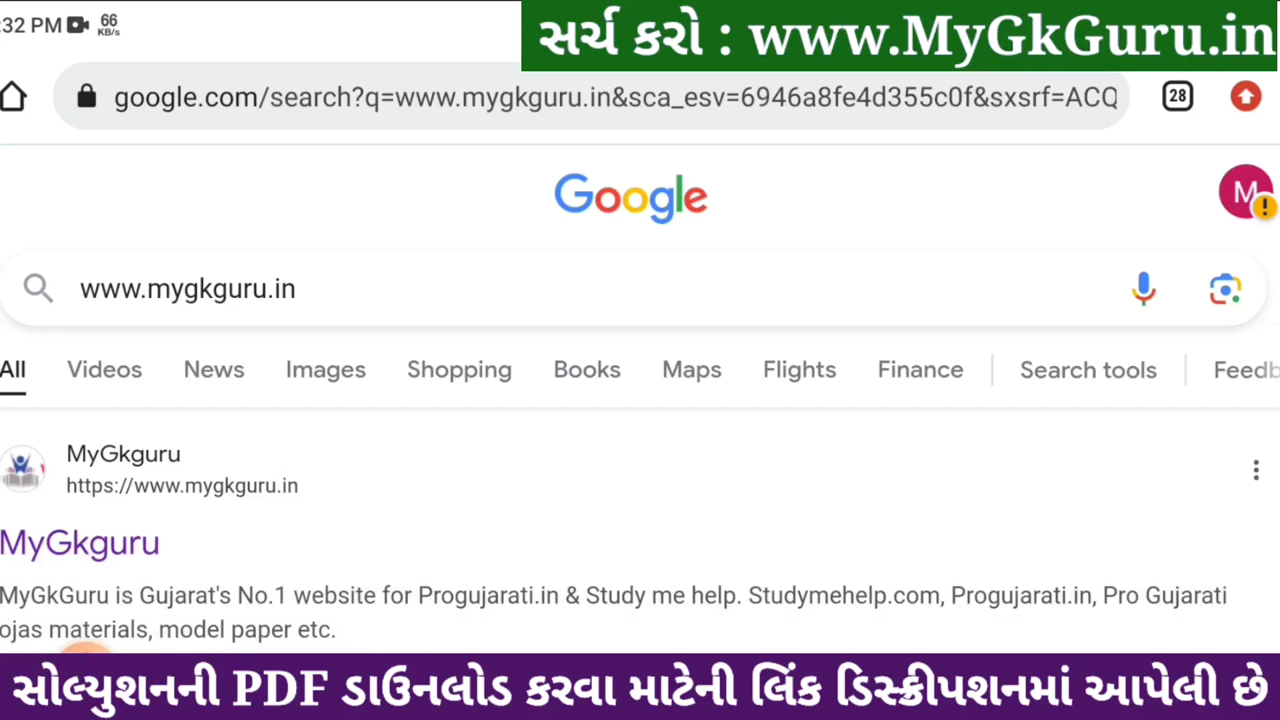 :32 PM 66 KB/s
સર્ચ કરો : www.MyGkGuru.in
google.com/search?q=www.mygkguru.in&sca_esv=6946a8fe4d355c0f&sxsrf=ACQ
28
Google
M
www.mygkguru.in
All Videos News Images Shopping Books Maps Flights Finance Search tools Feedb
MyGkguru
https://www.mygkguru.in
MyGkguru
MyGkGuru is Gujarat's No.1 website for Progujarati.in & Study me help. Studymehelp.com, Progujarati.in, Pro Gujarati
ojas materials, model paper etc.
સોલ્યુશનની PDF ડાઉનલોડ કરવા માટેની લિંક ડિસ્ક્રીપશનમાં આપેલી છે